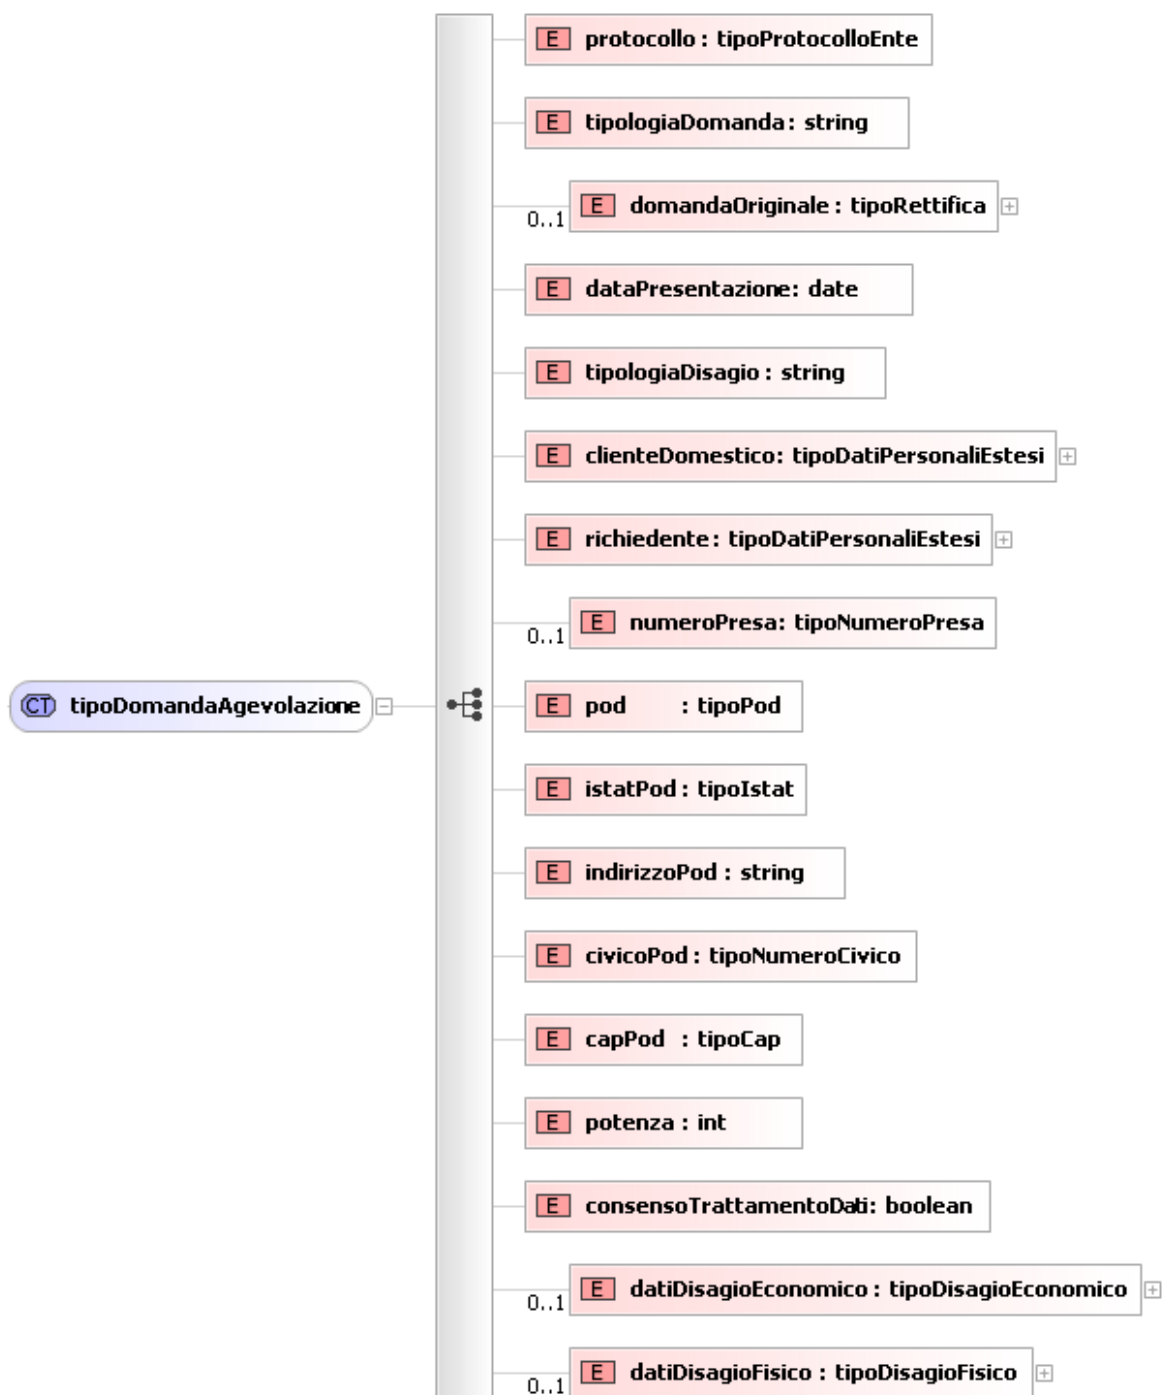 E protocollo : tipoProtocolloEnte
E tipologiaDomanda : string
0..1 E domandaOriginale : tipoRettifica
E dataPresentazione: date
E tipologiaDisagio : string
E clienteDomestico: tipoDatiPersonaliEstesi
E richiedente : tipoDatiPersonaliEstesi
0..1 E numeroPresa: tipoNumeroPresa
CT tipoDomandaAgevolazione
E pod : tipoPod
E istatPod : tipoIstat
E indirizzoPod : string
E civicoPod : tipoNumeroCivico
E capPod : tipoCap
E potenza : int
E consensoTrattamentoDati: boolean
0..1 E datiDisagioEconomico : tipoDisagioEconomico
0..1 E datiDisagioFisico : tipoDisagioFisico